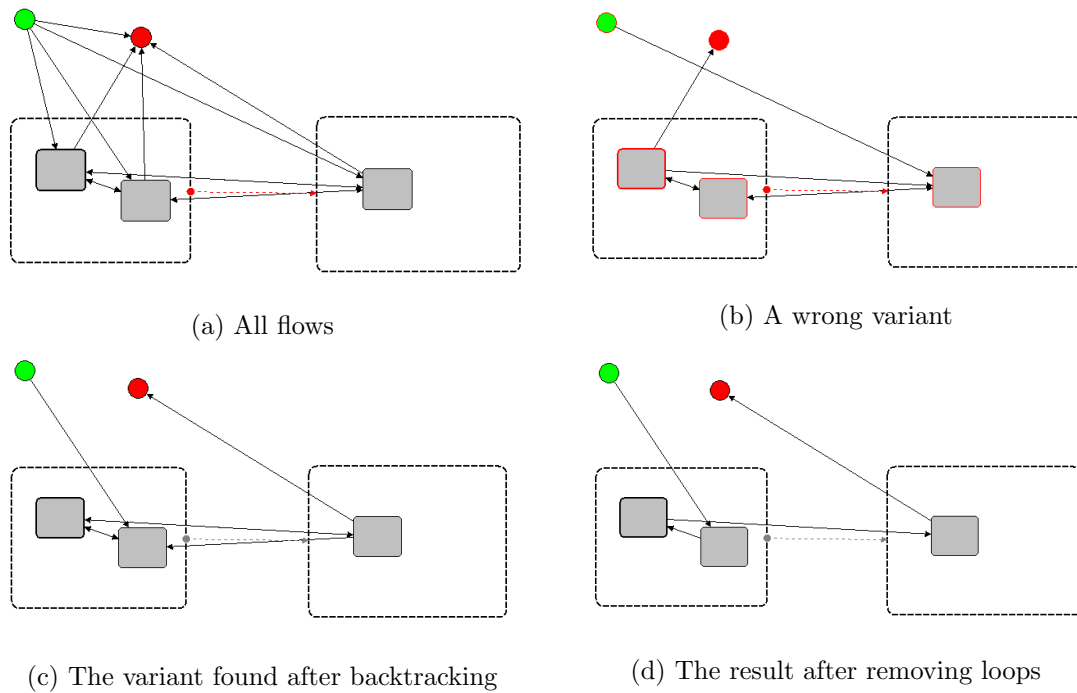 (a) All flows
(b) A wrong variant
(c) The variant found after backtracking
(d) The result after removing loops